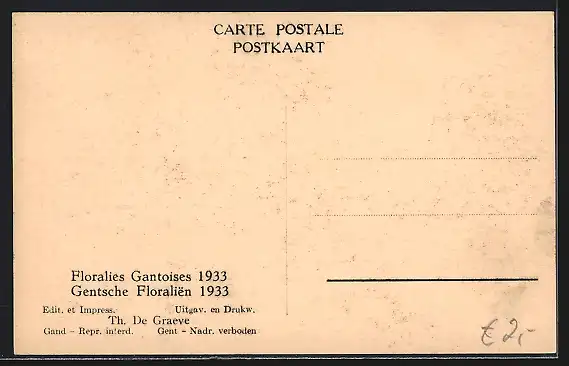 CARTE POSTALE
POSTKAART
Floralies Gantoises 1933
Gentsche Floraliën 1933
Edit. et Impress. Uitgav. en Drukw.
Th. De Graeve
Gand - Repr. interd. Gent - Nadr. verboden
€ 2,-